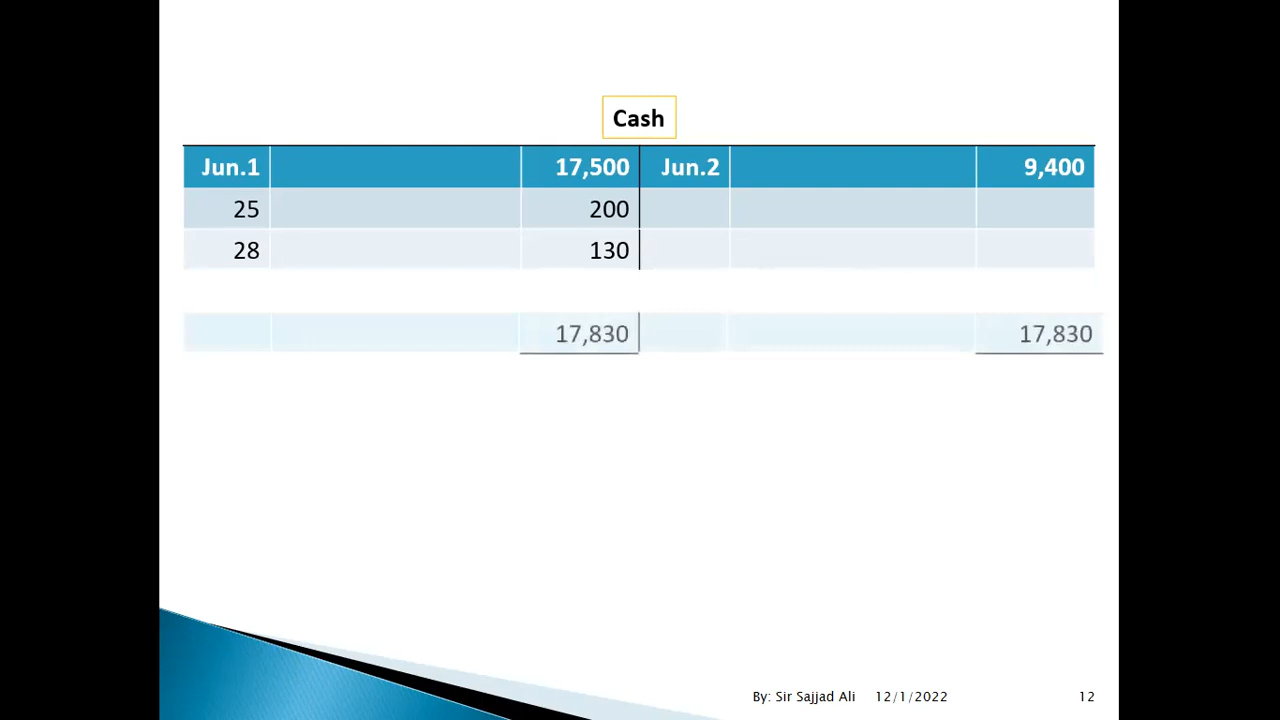 Cash
Jun.1 17,500 Jun.2 9,400
25 200
28 130
17,830 17,830
By: Sir Sajjad Ali 12/1/2022 12